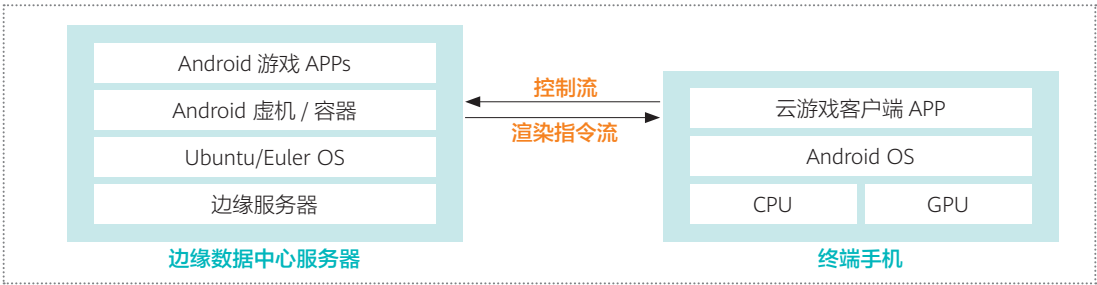 Android 游戏 APPs
Android 虚机 / 容器
Ubuntu/Euler OS
边缘服务器
边缘数据中心服务器
控制流
渲染指令流
云游戏客户端 APP
Android OS
CPU
GPU
终端手机